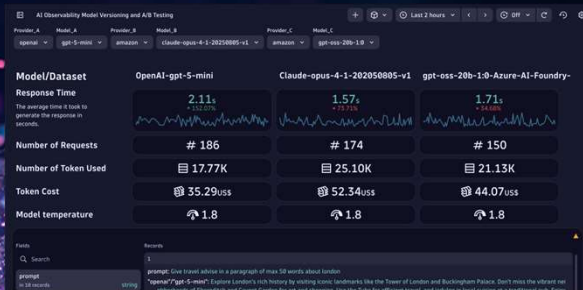 AI Observability Model Versioning and A/B Testing
Last 2 hours
Off
Provider_A Model_A Provider_B Model_B Provider_C Model_C
openai gpt-5-mini amazon claude-opus-4-1-20250805-v1 amazon gpt-oss-20b-1:0
Model/Dataset OpenAI-gpt-5-mini Claude-opus-4-1-202050805-v1 gpt-oss-20b-1:0-Azure-AI-Foundry-
Response Time
The average time it took to
generate the response in
seconds.
2.11s 1.57s 1.71s
152.07% 73.71% 34.68%
Number of Requests # 186 # 174 # 150
Number of Token Used 17.77K 25.10K 21.13K
Token Cost 35.29US$ 52.34US$ 44.07US$
Model temperature 1.8 1.8 1.8
Fields Records
Search 1
prompt string
in 38 records
prompt: Give travel advise in a paragraph of max 50 words about london
"openai"/"gpt-5-mini": Explore London's rich history by visiting iconic landmarks like the Tower of London and Buckingham Palace. Don't miss the vibrant nei